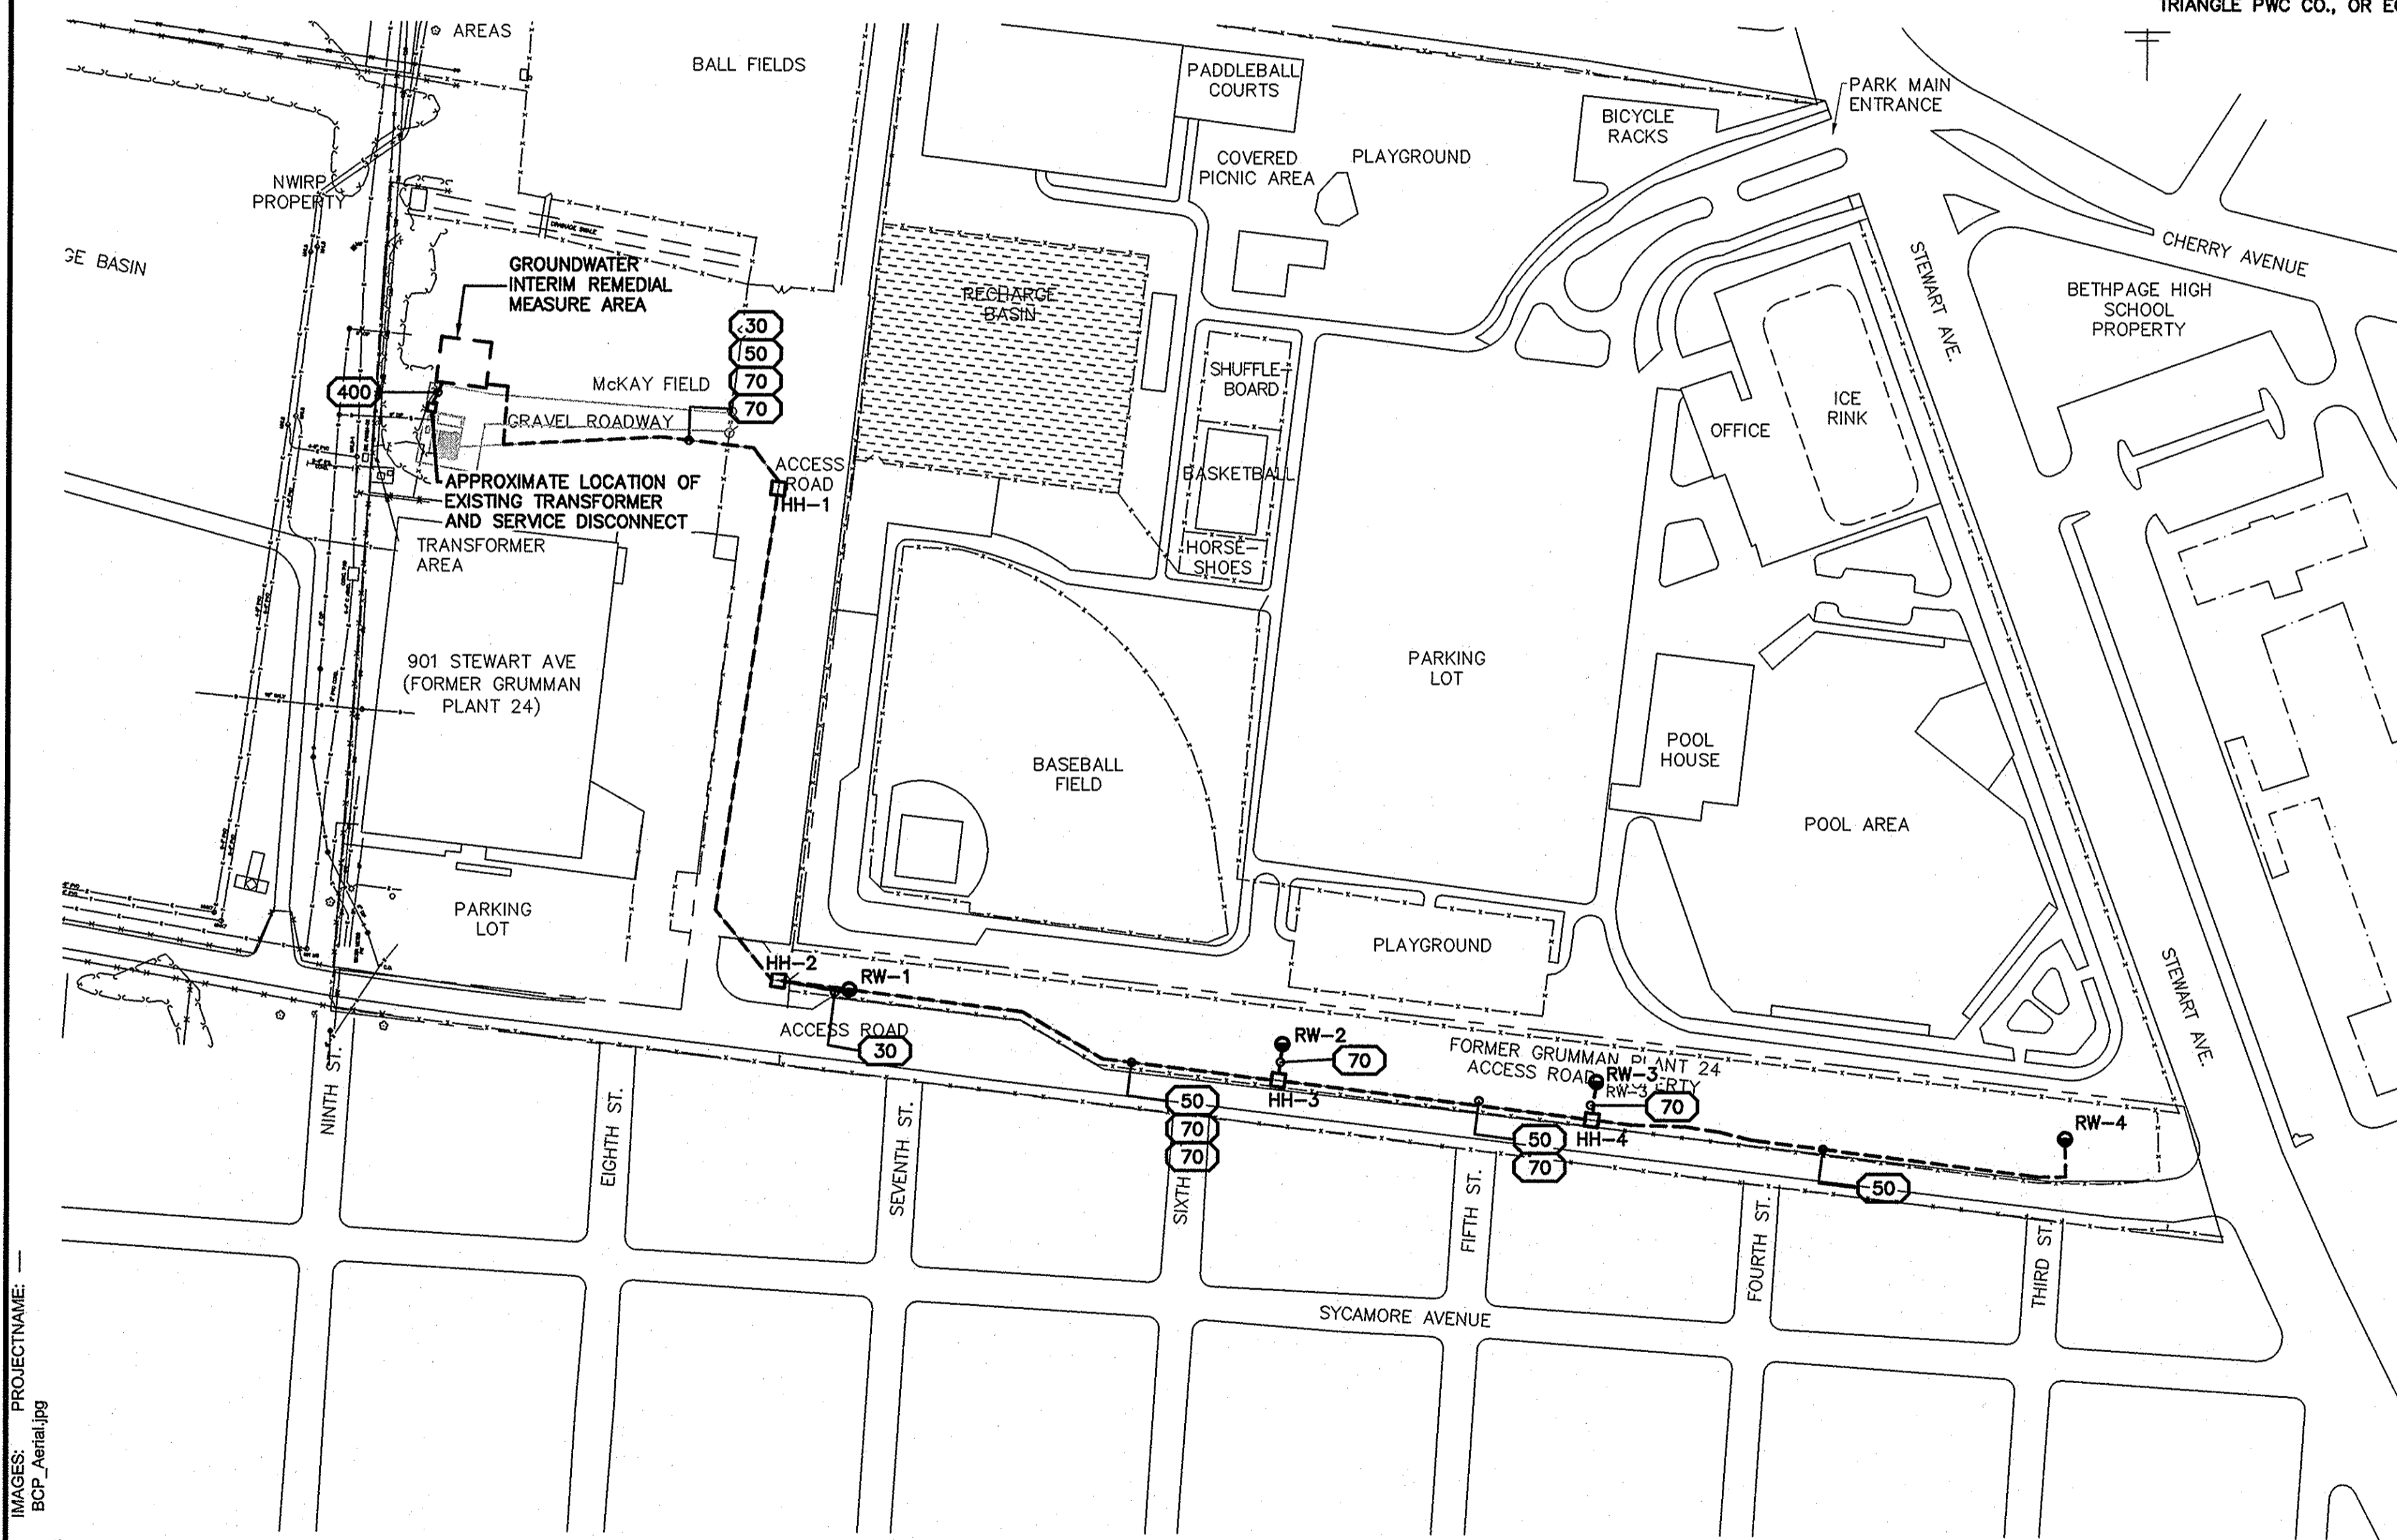 TRIANGLE PWC CO., OR
AREAS
BALL FIELDS
PADDLEBALL
COURTS
PARK MAIN
ENTRANCE
BICYCLE
RACKS
COVERED
PICNIC AREA
PLAYGROUND
NWIRP
PROPERTY
GE BASIN
DRAINAGE SWALE
GROUNDWATER
INTERIM REMEDIAL
MEASURE AREA
RECHARGE
BASIN
STEWART AVE.
CHERRY AVENUE
BETHPAGE HIGH
SCHOOL
PROPERTY
30
50
70
70
400
McKAY FIELD
GRAVEL ROADWAY
SHUFFLE-
BOARD
ICE
RINK
OFFICE
BASKETBALL
ACCESS
ROAD
HH-1
APPROXIMATE LOCATION OF
EXISTING TRANSFORMER
AND SERVICE DISCONNECT
TRANSFORMER
AREA
HORSE-
SHOES
901 STEWART AVE
(FORMER GRUMMAN
PLANT 24)
PARKING
LOT
BASEBALL
FIELD
POOL
HOUSE
POOL AREA
PARKING
LOT
PLAYGROUND
HH-2
RW-1
ACCESS ROAD
30
RW-2
70
HH-3
FORMER GRUMMAN PLANT 24
ACCESS ROAD
RW-3
RW-3
70
HH-4
RW-4
STEWART AVE.
50
70
70
50
70
50
NINTH ST.
EIGHTH ST.
SEVENTH ST.
SIXTH
FIFTH ST.
FOURTH ST.
THIRD ST.
SYCAMORE AVENUE
IMAGES: PROJECTNAME: ----
BCP_Aerial.jpg